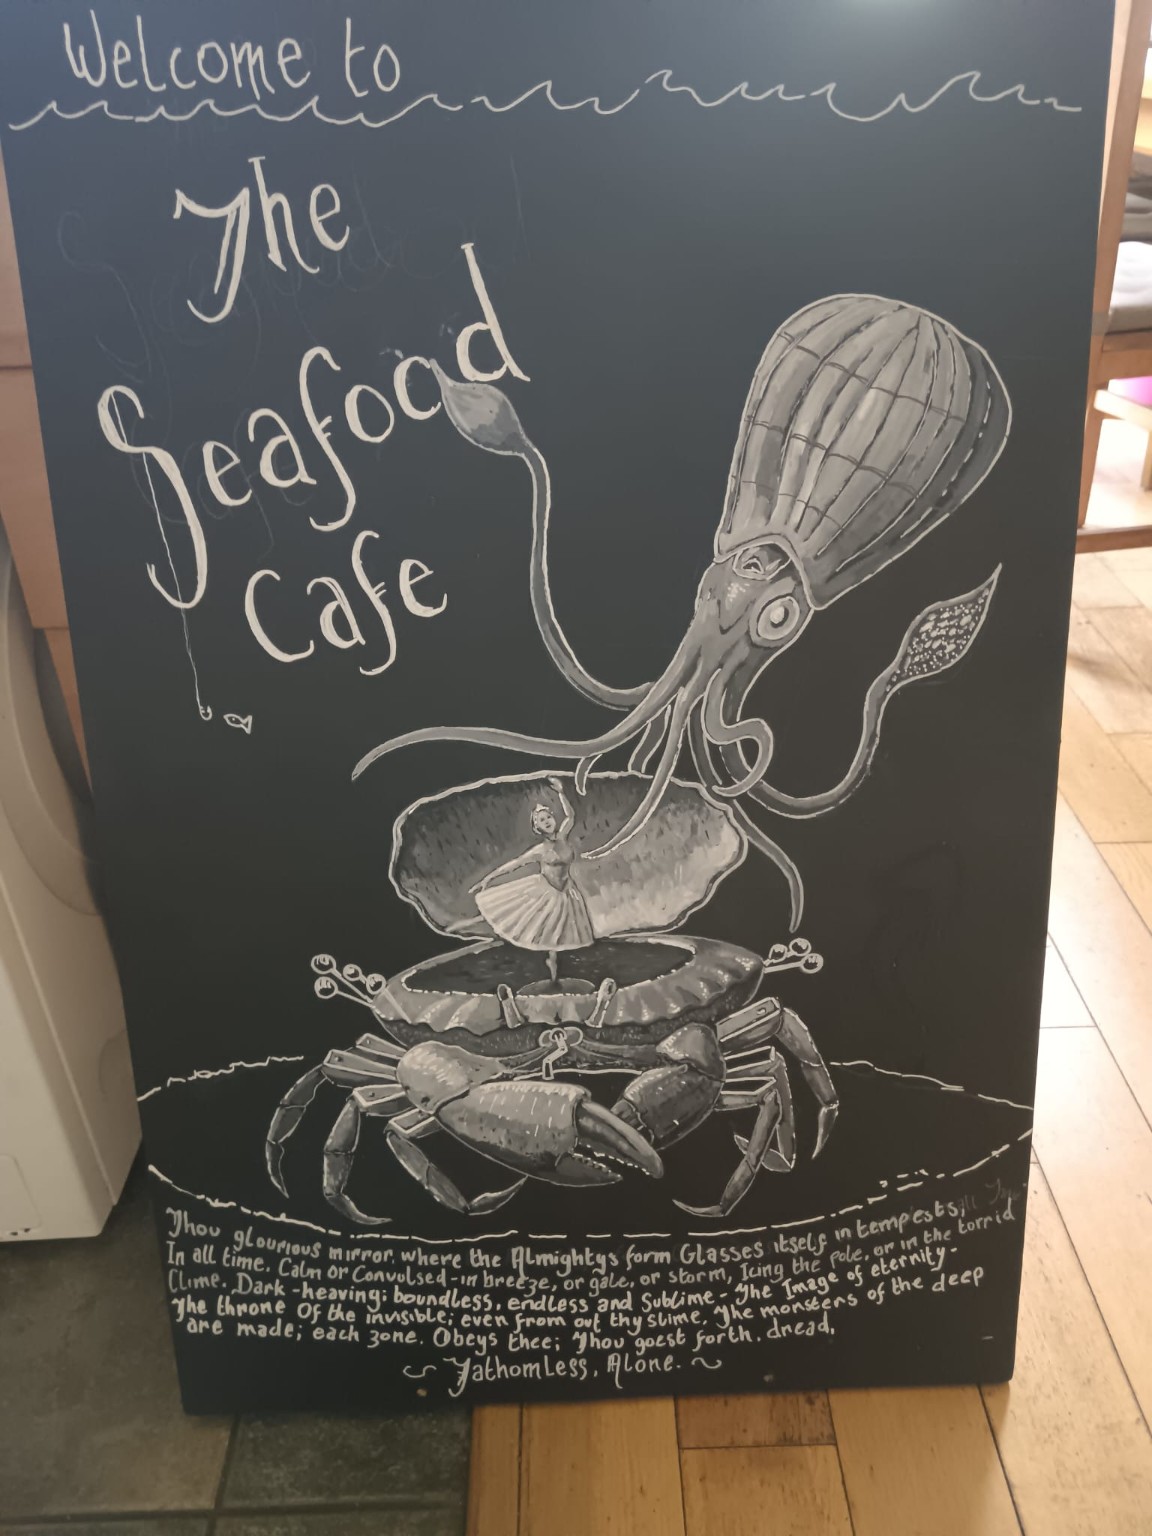 Welcome to
The
Seafood
Cafe
Thou glourious mirror, where the Almightys form Glasses itself in tempests;
In all time. Calm or Convulsed-in breeze, or gale, or storm, Icing the pole, or in the torrid
Clime. Dark-heaving; boundless, endless and Sublime- The Image of eternity-
The throne Of the invisible; even from out thy slime. The monsters of the deep
are made; each zone. Obeys thee; Thou goest forth, dread,
Fathomless, Alone.